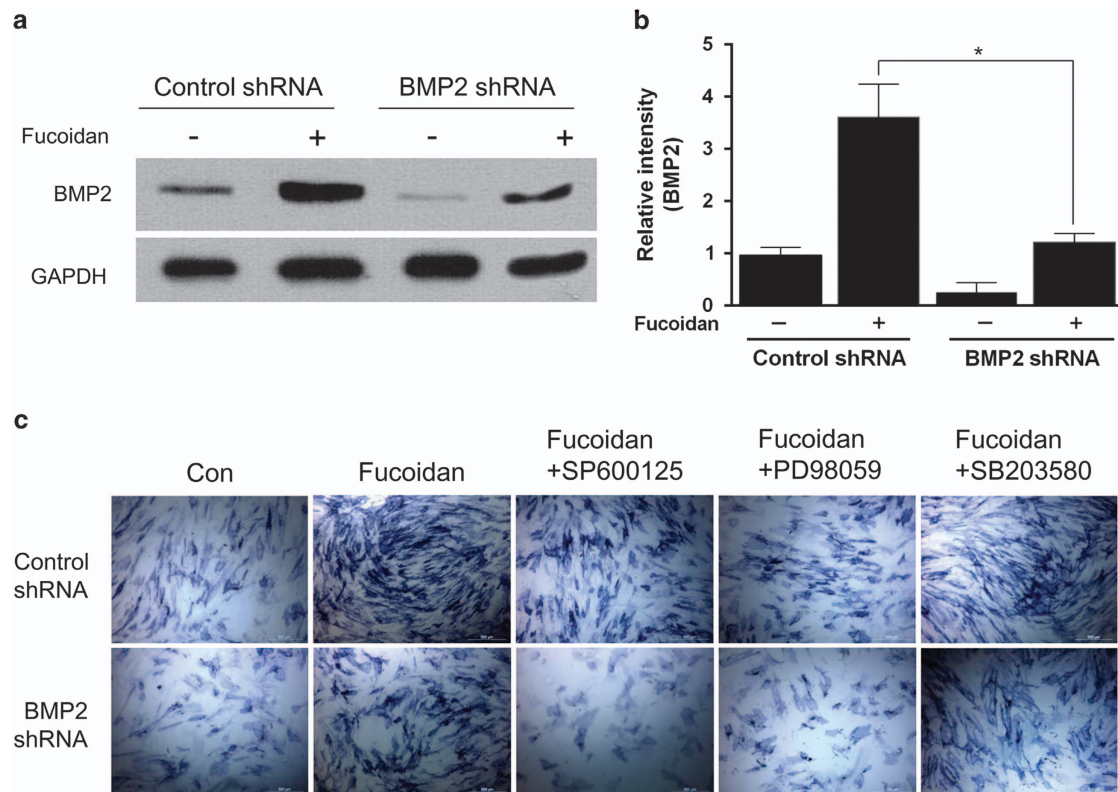 a
Control shRNA BMP2 shRNA
Fucoidan - + - +
BMP2
GAPDH
b
*
Relative intensity
(BMP2)
5
4
3
2
1
0
Fucoidan − + − +
Control shRNA BMP2 shRNA
c
Con
Fucoidan
Fucoidan
+SP600125
Fucoidan
+PD98059
Fucoidan
+SB203580
Control
shRNA
BMP2
shRNA